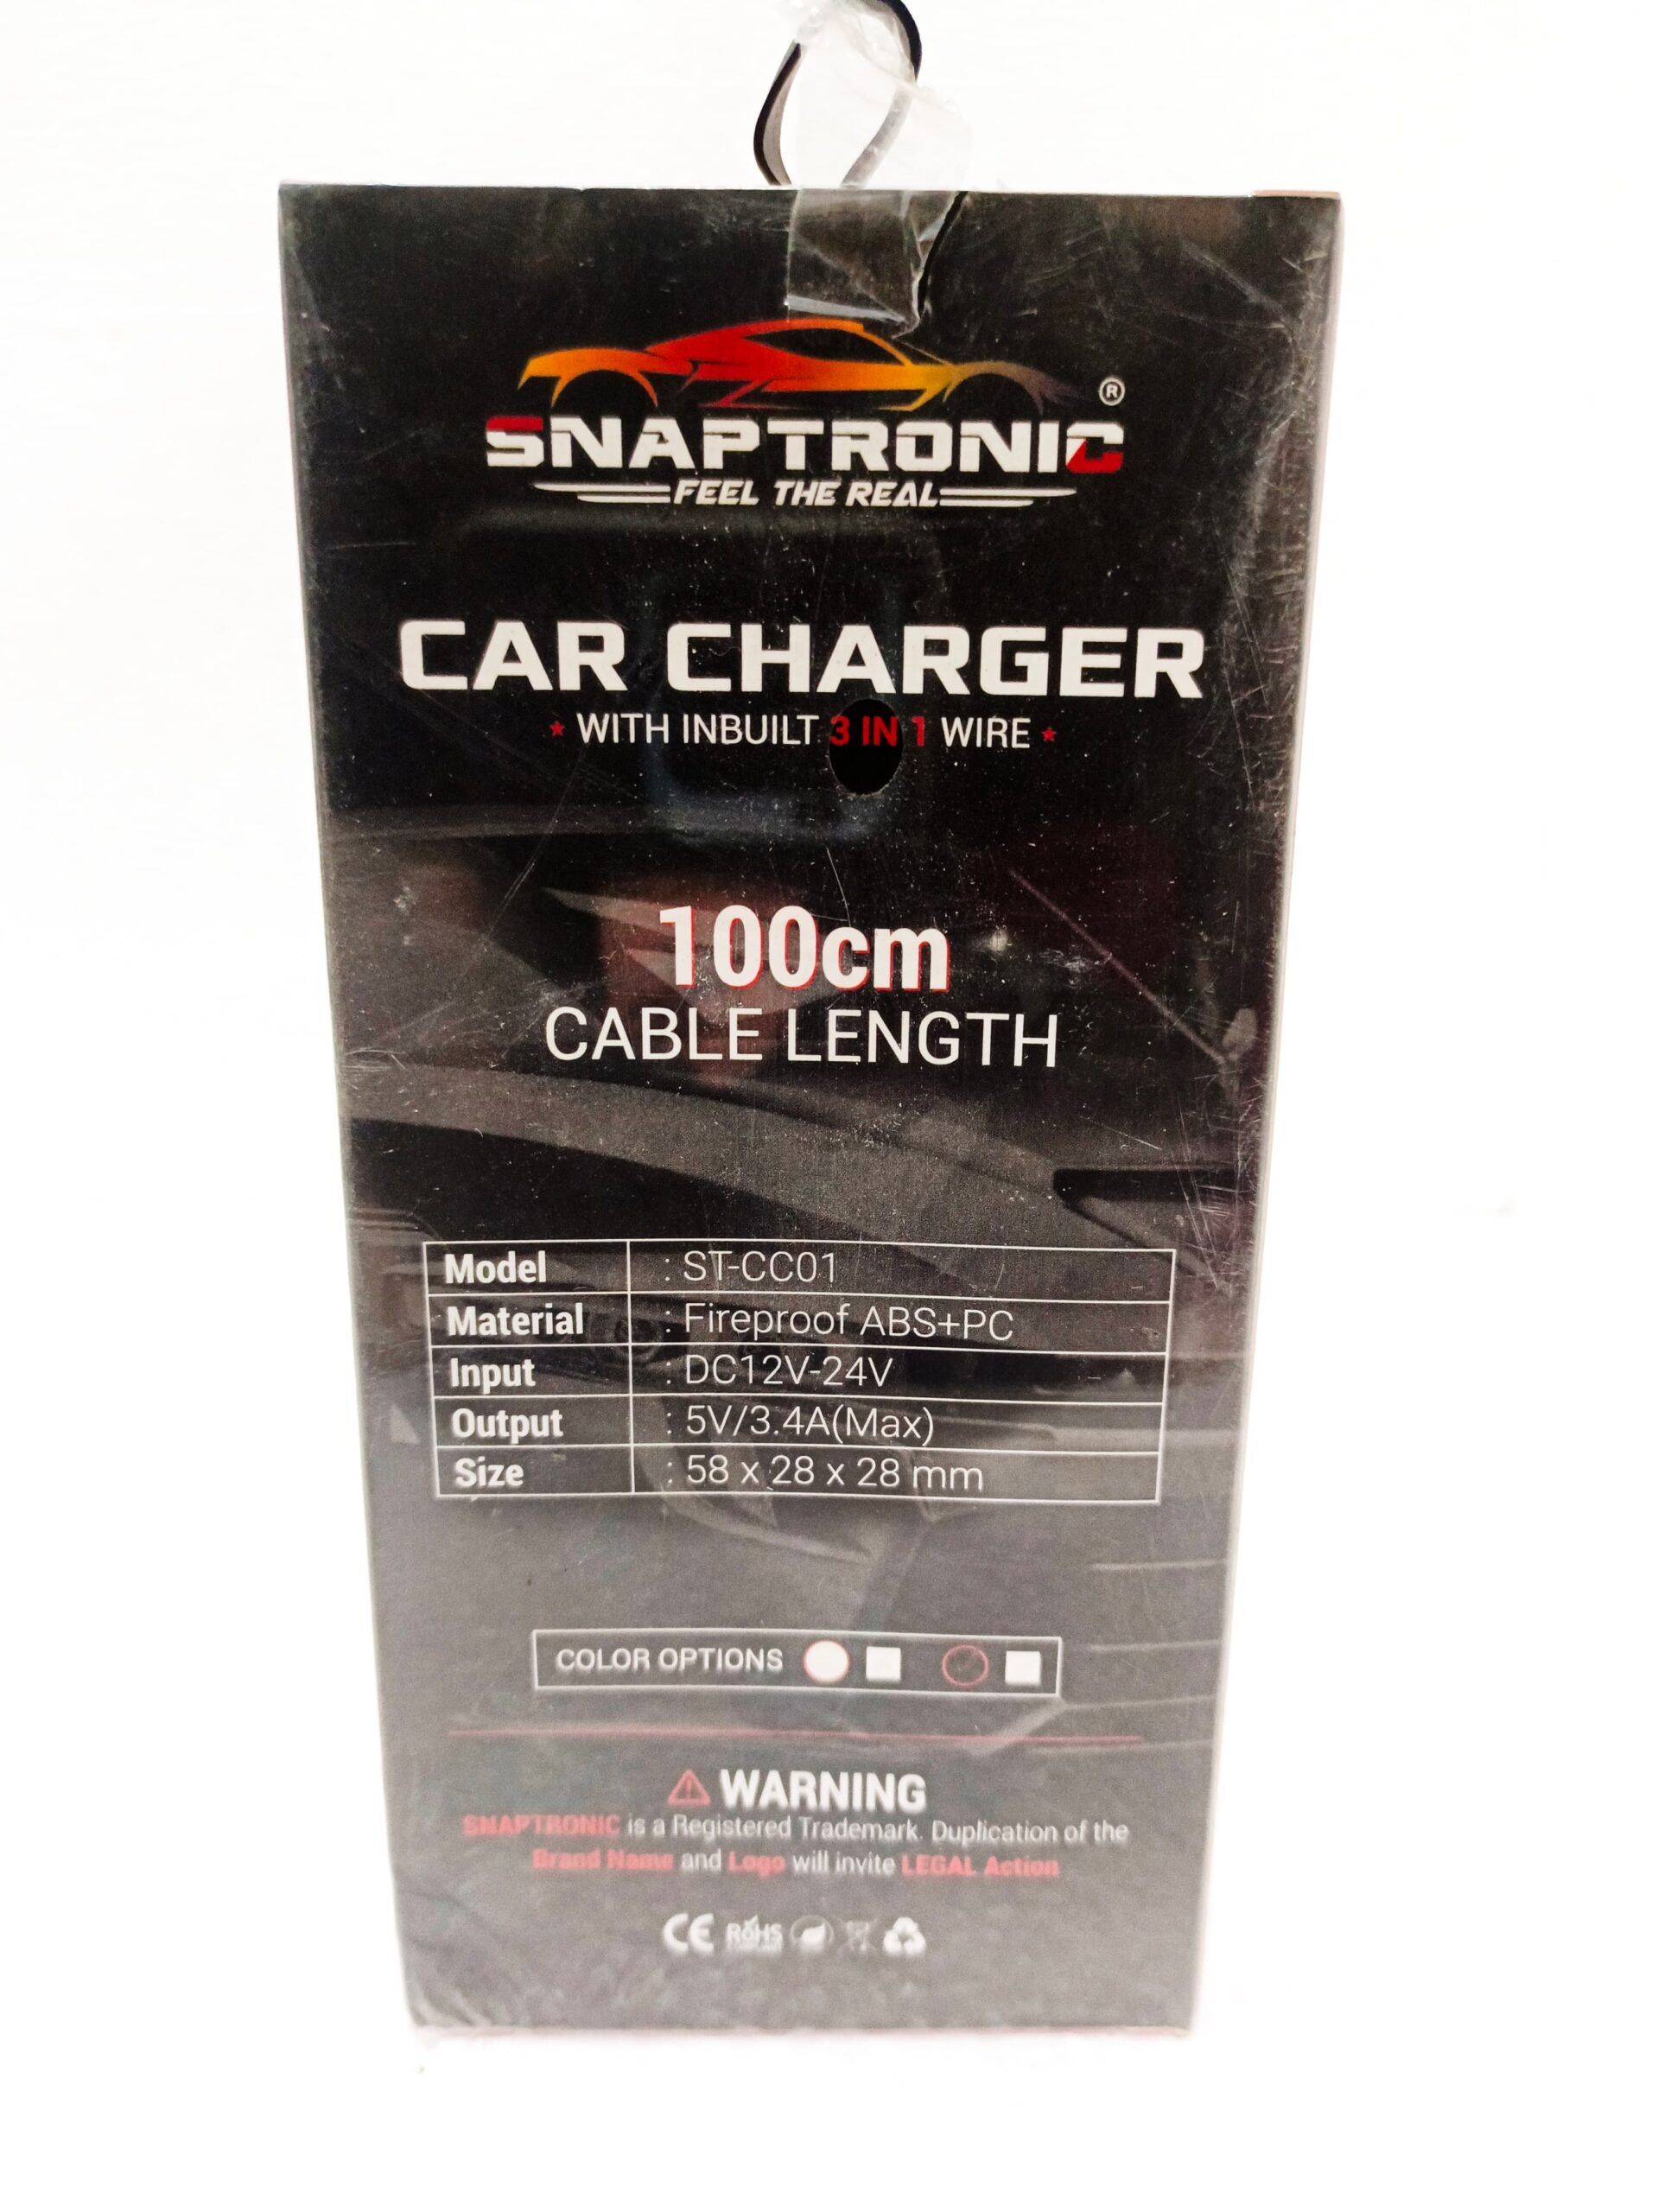 ®
SNAPTRONIC
FEEL THE REAL
CAR CHARGER
★ WITH INBUILT 3 IN 1 WIRE ★
100cm
CABLE LENGTH
Model : ST-CC01
Material : Fireproof ABS+PC
Input : DC12V-24V
Output : 5V/3.4A(Max)
Size : 58 x 28 x 28 mm
COLOR OPTIONS
WARNING
SNAPTRONIC is a Registered Trademark. Duplication of the
Brand Name and Logo will invite LEGAL Action
CE RoHS